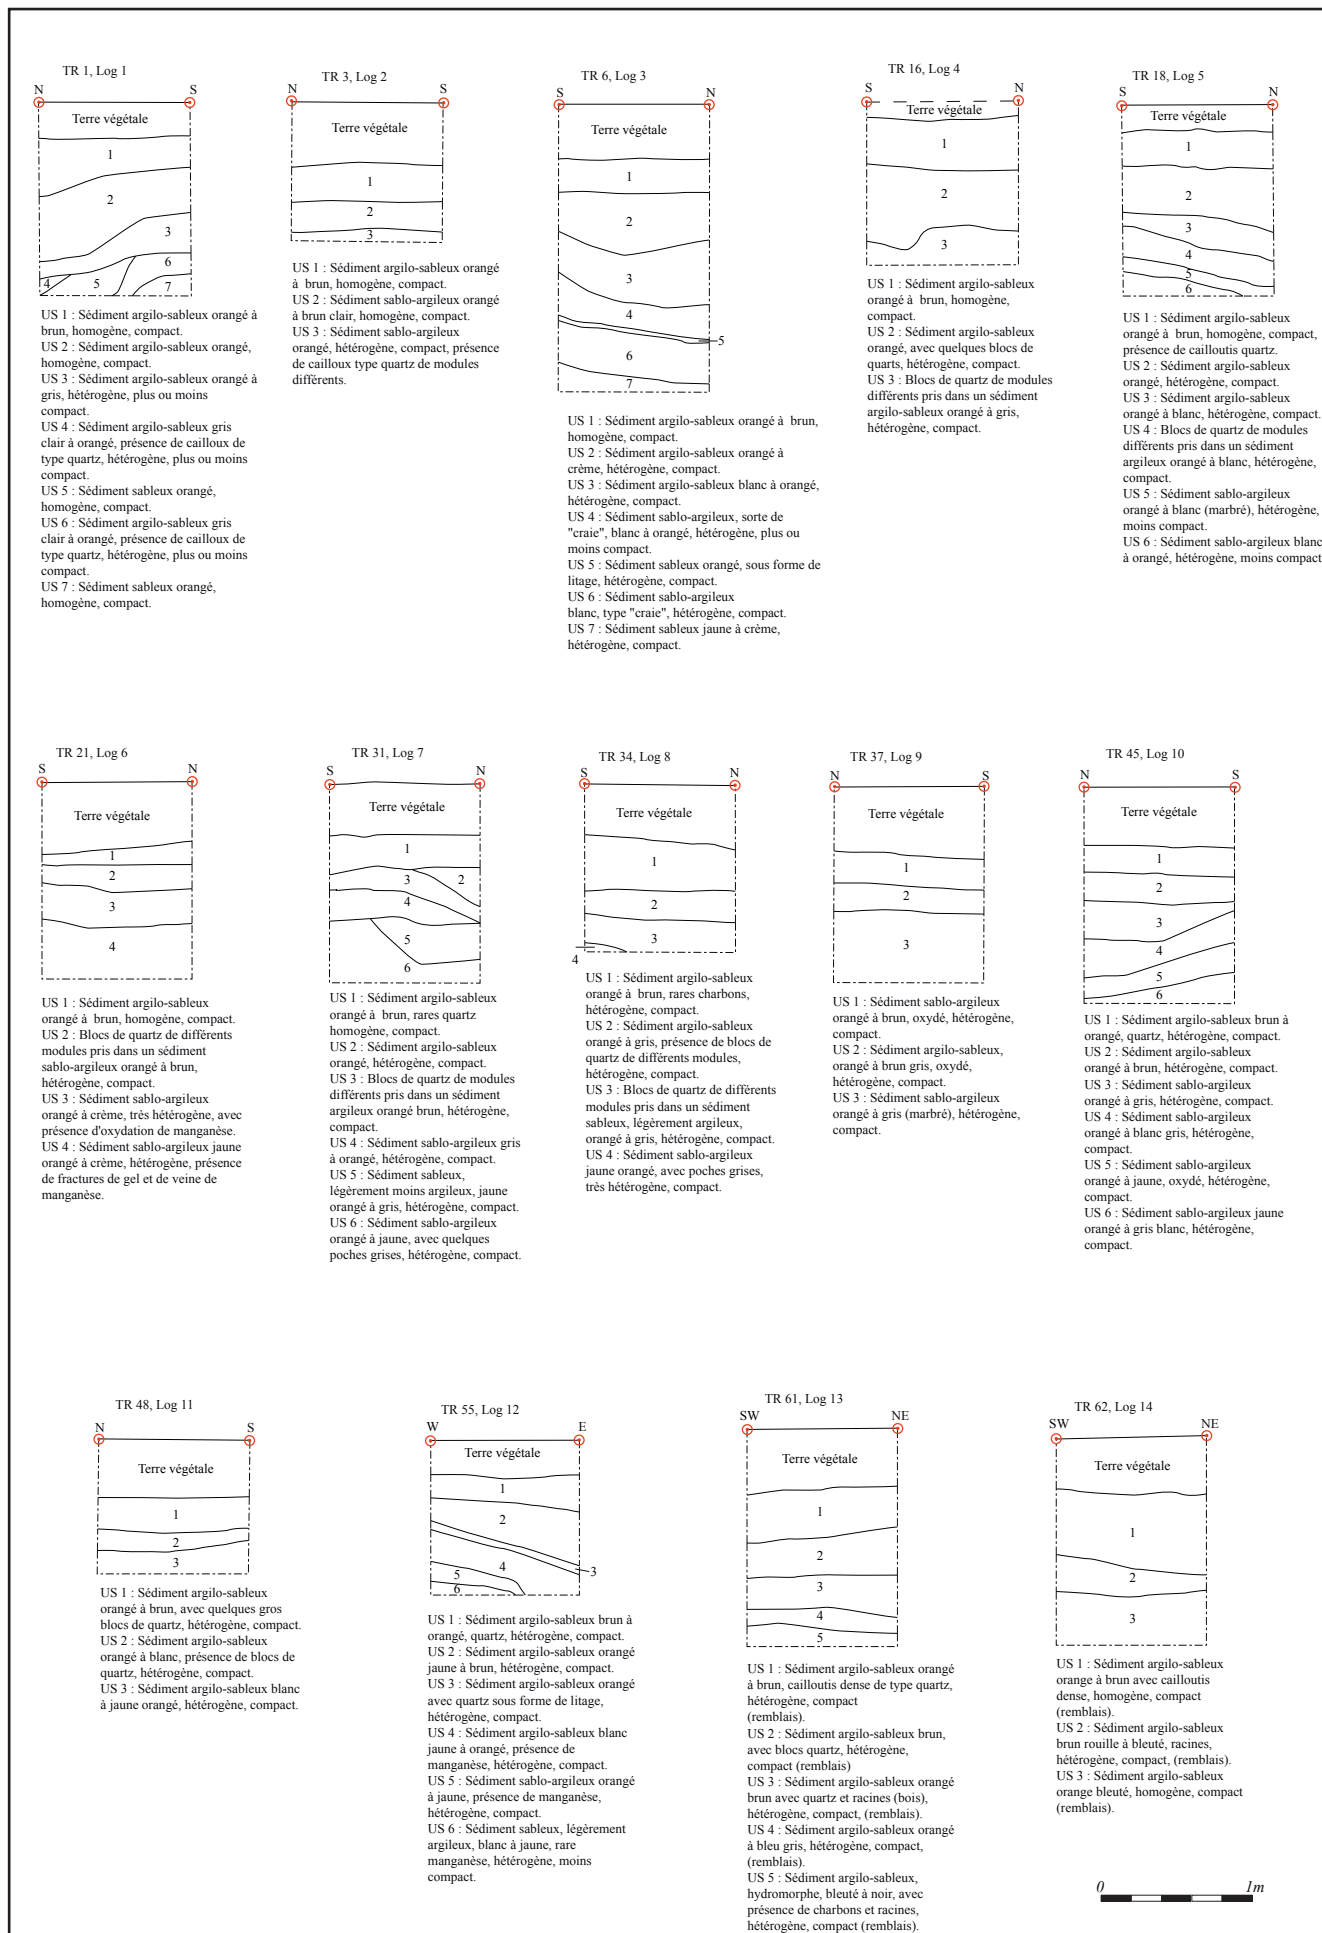 TR 1, Log 1
N
S
Terre végétale
1
2
3
6
4
5
7
US 1 : Sédiment argilo-sableux orangé à
brun, homogène, compact.
US 2 : Sédiment argilo-sableux orangé,
homogène, compact.
US 3 : Sédiment argilo-sableux orangé à
gris, hétérogène, plus ou moins
compact.
US 4 : Sédiment argilo-sableux gris
clair à orangé, présence de cailloux de
type quartz, hétérogène, plus ou moins
compact.
US 5 : Sédiment sableux orangé,
homogène, compact.
US 6 : Sédiment argilo-sableux gris
clair à orangé, présence de cailloux de
type quartz, hétérogène, plus ou moins
compact.
US 7 : Sédiment sableux orangé,
homogène, compact.
TR 3, Log 2
N
S
Terre végétale
1
2
3
US 1 : Sédiment argilo-sableux orangé
à brun, homogène, compact.
US 2 : Sédiment sablo-argileux orangé
à brun clair, homogène, compact.
US 3 : Sédiment sablo-argileux
orangé, hétérogène, compact, présence
de cailloux type quartz de modules
différents.
TR 6, Log 3
S
N
Terre végétale
1
2
3
4
5
6
7
US 1 : Sédiment argilo-sableux orangé à brun,
homogène, compact.
US 2 : Sédiment argilo-sableux orangé à
crème, hétérogène, compact.
US 3 : Sédiment argilo-sableux blanc à orangé,
hétérogène, compact.
US 4 : Sédiment sablo-argileux, sorte de
"craie", blanc à orangé, hétérogène, plus ou
moins compact.
US 5 : Sédiment sableux orangé, sous forme de
litage, hétérogène, compact.
US 6 : Sédiment sablo-argileux
blanc, type "craie", hétérogène, compact.
US 7 : Sédiment sableux jaune à crème,
hétérogène, compact.
TR 16, Log 4
S
N
Terre végétale
1
2
3
US 1 : Sédiment argilo-sableux
orangé à brun, homogène,
compact.
US 2 : Sédiment argilo-sableux
orangé, avec quelques blocs de
quarts, hétérogène, compact.
US 3 : Blocs de quartz de modules
différents pris dans un sédiment
argilo-sableux orangé à gris,
hétérogène, compact.
TR 18, Log 5
S
N
Terre végétale
1
2
3
4
5
6
US 1 : Sédiment argilo-sableux
orangé à brun, homogène, compact,
présence de cailloutis quartz.
US 2 : Sédiment argilo-sableux
orangé, hétérogène, compact.
US 3 : Sédiment argilo-sableux
orangé à blanc, hétérogène, compact.
US 4 : Blocs de quartz de modules
différents pris dans un sédiment
argileux orangé à blanc, hétérogène,
compact.
US 5 : Sédiment sablo-argileux
orangé à blanc (marbré), hétérogène,
moins compact.
US 6 : Sédiment sablo-argileux blanc
à orangé, hétérogène, moins compact
TR 21, Log 6
S
N
Terre végétale
1
2
3
4
US 1 : Sédiment argilo-sableux
orangé à brun, homogène, compact.
US 2 : Blocs de quartz de différents
modules pris dans un sédiment
sablo-argileux orangé à brun,
hétérogène, compact.
US 3 : Sédiment sablo-argileux
orangé à crème, très hétérogène, avec
présence d'oxydation de manganèse.
US 4 : Sédiment sablo-argileux jaune
orangé à crème, hétérogène, présence
de fractures de gel et de veine de
manganèse.
TR 31, Log 7
S
N
Terre végétale
1
3
2
4
5
6
US 1 : Sédiment argilo-sableux
orangé à brun, rares quartz
homogène, compact.
US 2 : Sédiment argilo-sableux
orangé, hétérogène, compact.
US 3 : Blocs de quartz de modules
différents pris dans un sédiment
argileux orangé brun, hétérogène,
compact.
US 4 : Sédiment sablo-argileux gris
à orangé, hétérogène, compact.
US 5 : Sédiment sableux,
légèrement moins argileux, jaune
orangé à gris, hétérogène, compact.
US 6 : Sédiment sablo-argileux
orangé à jaune, avec quelques
poches grises, hétérogène, compact.
TR 34, Log 8
S
N
Terre végétale
1
2
3
4
US 1 : Sédiment argilo-sableux
orangé à brun, rares charbons,
hétérogène, compact.
US 2 : Sédiment argilo-sableux
orangé à gris, présence de blocs de
quartz de différents modules,
hétérogène, compact.
US 3 : Blocs de quartz de différents
modules pris dans un sédiment
sableux, légèrement argileux,
orangé à gris, hétérogène, compact.
US 4 : Sédiment sablo-argileux
jaune orangé, avec poches grises,
très hétérogène, compact.
TR 37, Log 9
N
S
Terre végétale
1
2
3
US 1 : Sédiment sablo-argileux
orangé à brun, oxydé, hétérogène,
compact.
US 2 : Sédiment argilo-sableux,
orangé à brun gris, oxydé,
hétérogène, compact.
US 3 : Sédiment sablo-argileux
orangé à gris (marbré), hétérogène,
compact.
TR 45, Log 10
N
S
Terre végétale
1
2
3
4
5
6
US 1 : Sédiment argilo-sableux brun à
orangé, quartz, hétérogène, compact.
US 2 : Sédiment argilo-sableux
orangé à brun, hétérogène, compact.
US 3 : Sédiment sablo-argileux
orangé à gris, hétérogène, compact.
US 4 : Sédiment sablo-argileux
orangé à blanc gris, hétérogène,
compact.
US 5 : Sédiment sablo-argileux
orangé à jaune, oxydé, hétérogène,
compact.
US 6 : Sédiment sablo-argileux jaune
orangé à gris blanc, hétérogène,
compact.
TR 48, Log 11
N
S
Terre végétale
1
2
3
US 1 : Sédiment argilo-sableux
orangé à brun, avec quelques gros
blocs de quartz, hétérogène, compact.
US 2 : Sédiment argilo-sableux
orangé à blanc, présence de blocs de
quartz, hétérogène, compact.
US 3 : Sédiment argilo-sableux blanc
à jaune orangé, hétérogène, compact.
TR 55, Log 12
W
E
Terre végétale
1
2
4
3
5
6
US 1 : Sédiment argilo-sableux brun à
orangé, quartz, hétérogène, compact.
US 2 : Sédiment argilo-sableux orangé
jaune à brun, hétérogène, compact.
US 3 : Sédiment argilo-sableux orangé
avec quartz sous forme de litage,
hétérogène, compact.
US 4 : Sédiment argilo-sableux blanc
jaune à orangé, présence de
manganèse, hétérogène, compact.
US 5 : Sédiment sablo-argileux orangé
à jaune, présence de manganèse,
hétérogène, compact.
US 6 : Sédiment sableux, légèrement
argileux, blanc à jaune, rare
manganèse, hétérogène, moins
compact.
TR 61, Log 13
SW
NE
Terre végétale
1
2
3
4
5
US 1 : Sédiment argilo-sableux orangé
à brun, cailloutis dense de type quartz,
hétérogène, compact
(remblais).
US 2 : Sédiment argilo-sableux brun,
avec blocs quartz, hétérogène,
compact (remblais)
US 3 : Sédiment argilo-sableux orangé
brun avec quartz et racines (bois),
hétérogène, compact, (remblais).
US 4 : Sédiment argilo-sableux orangé
à bleu gris, hétérogène, compact,
(remblais).
US 5 : Sédiment argilo-sableux,
hydromorphe, bleuté à noir, avec
présence de charbons et racines,
hétérogène, compact (remblais).
TR 62, Log 14
SW
NE
Terre végétale
1
2
3
US 1 : Sédiment argilo-sableux
orange à brun avec cailloutis
dense, homogène, compact
(remblais).
US 2 : Sédiment argilo-sableux
brun rouille à bleuté, racines,
hétérogène, compact, (remblais).
US 3 : Sédiment argilo-sableux
orange bleuté, homogène, compact
(remblais).
0
1m